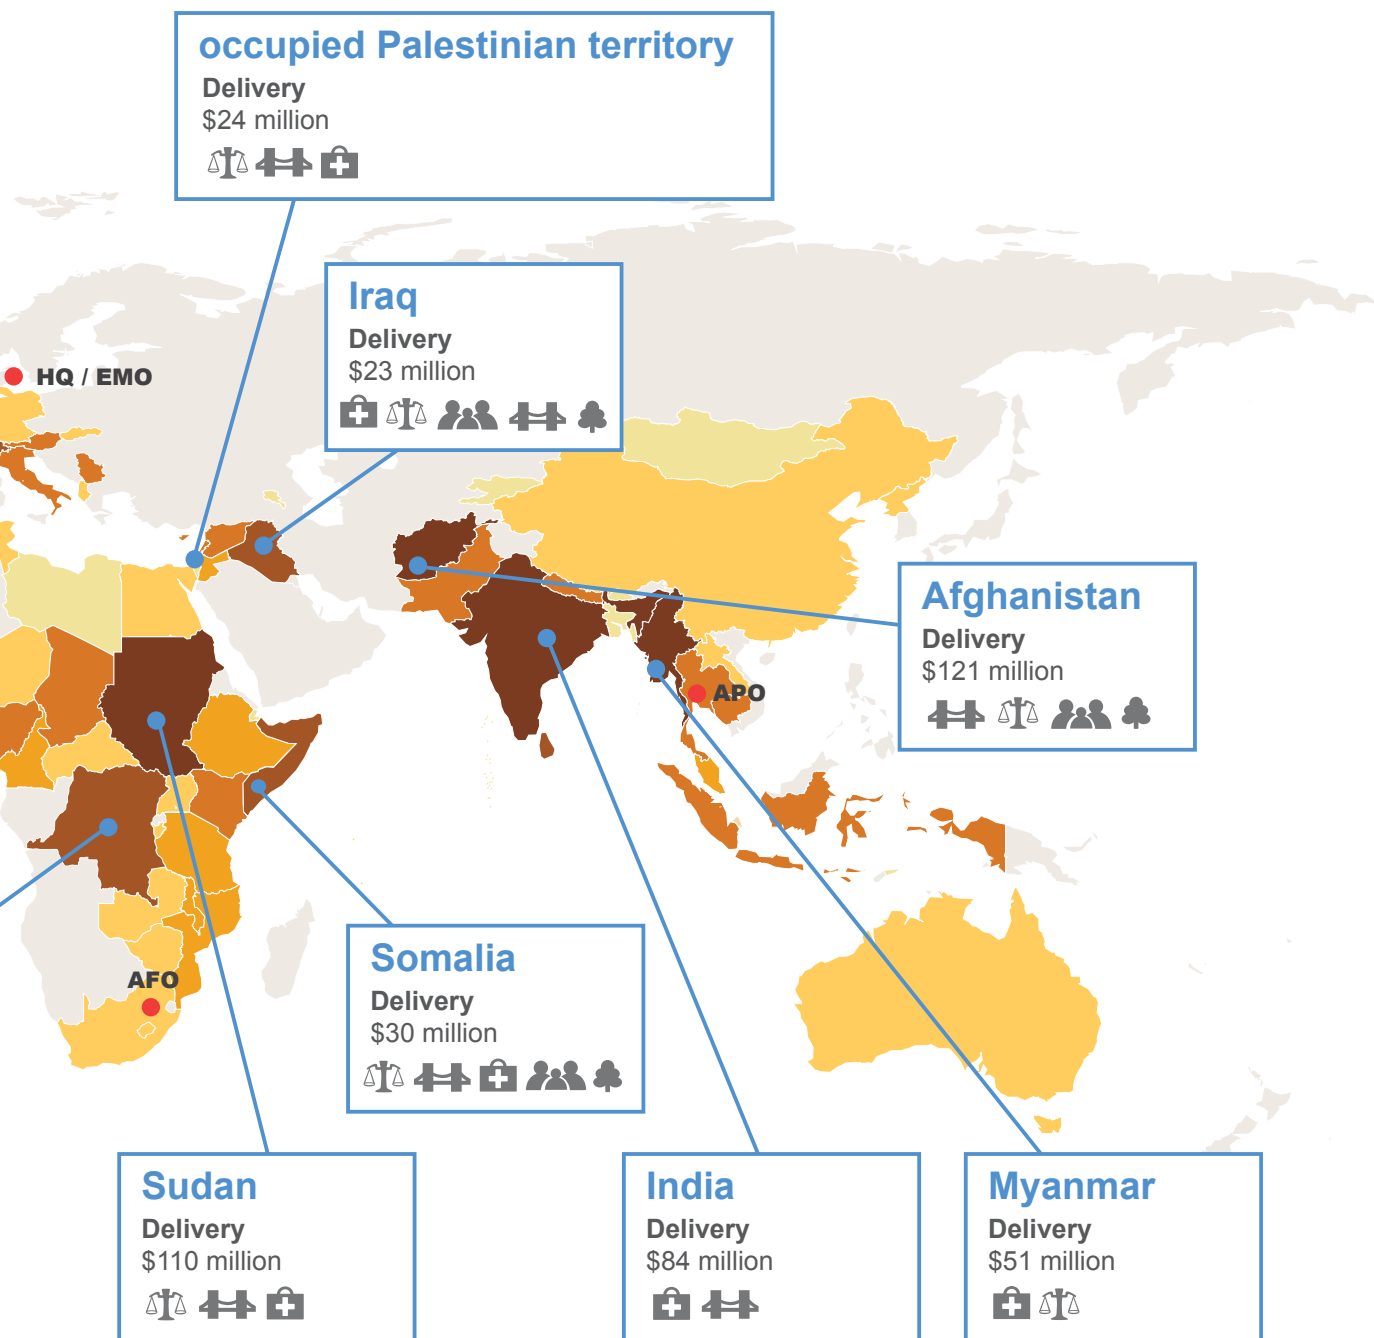 occupied Palestinian territory
Delivery
$24 million
Iraq
Delivery
$23 million
HQ / EMO
Afghanistan
Delivery
$121 million
APO
Somalia
Delivery
$30 million
AFO
Sudan
Delivery
$110 million
India
Delivery
$84 million
Myanmar
Delivery
$51 million